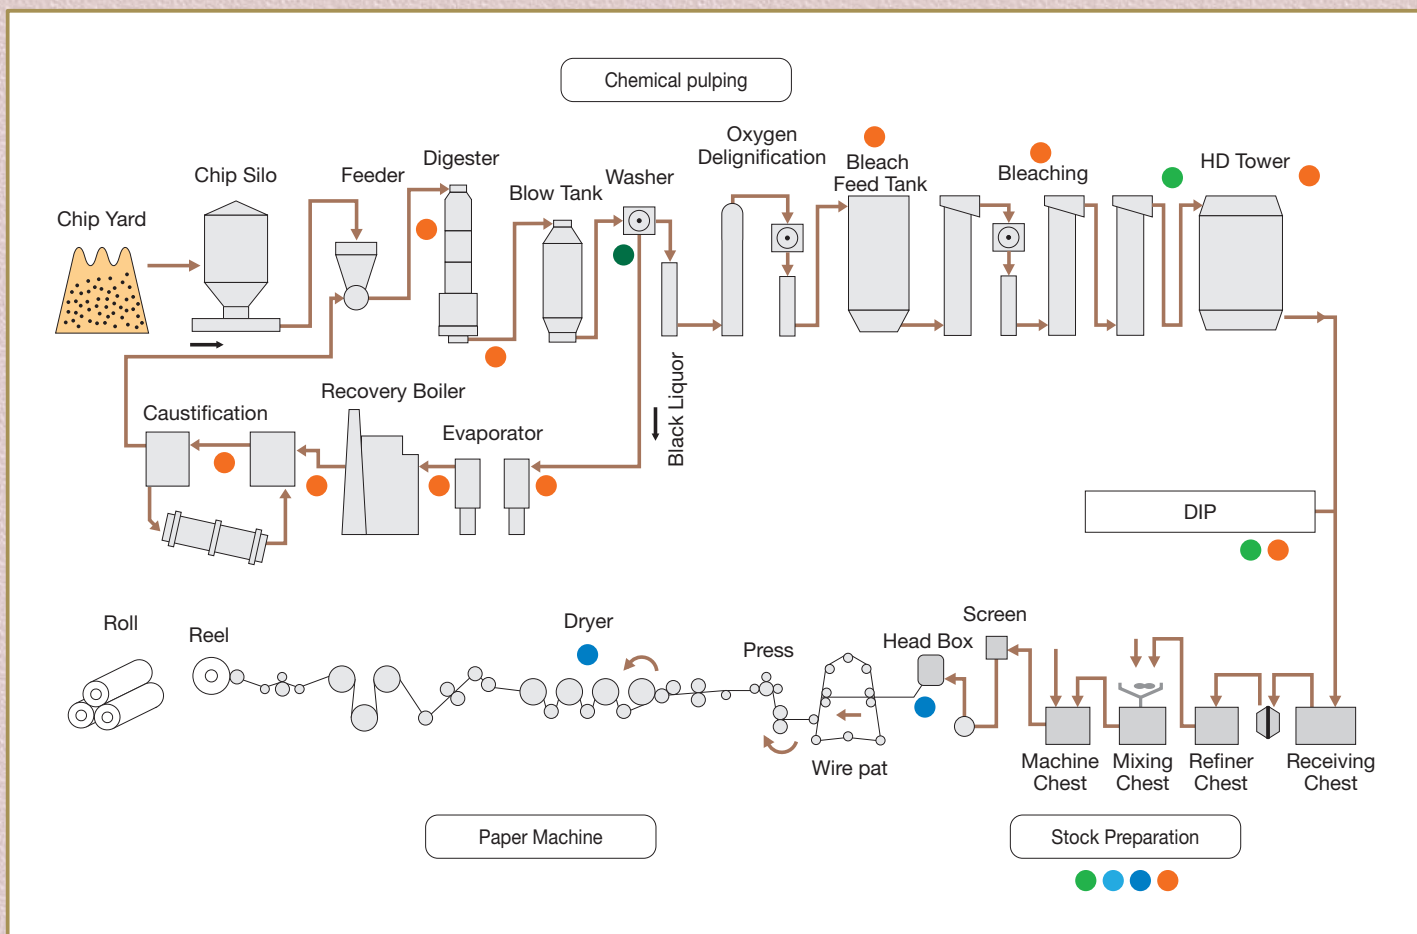 Chemical pulping
Oxygen
Delignification
Bleach
Feed Tank
Bleaching
HD Tower
Digester
Washer
Blow Tank
Feeder
Chip Silo
Chip Yard
Black Liquor
Recovery Boiler
Caustification
Evaporator
DIP
Roll
Reel
Dryer
Press
Head Box
Screen
Wire pat
Machine
Chest
Mixing
Chest
Refiner
Chest
Receiving
Chest
Paper Machine
Stock Preparation